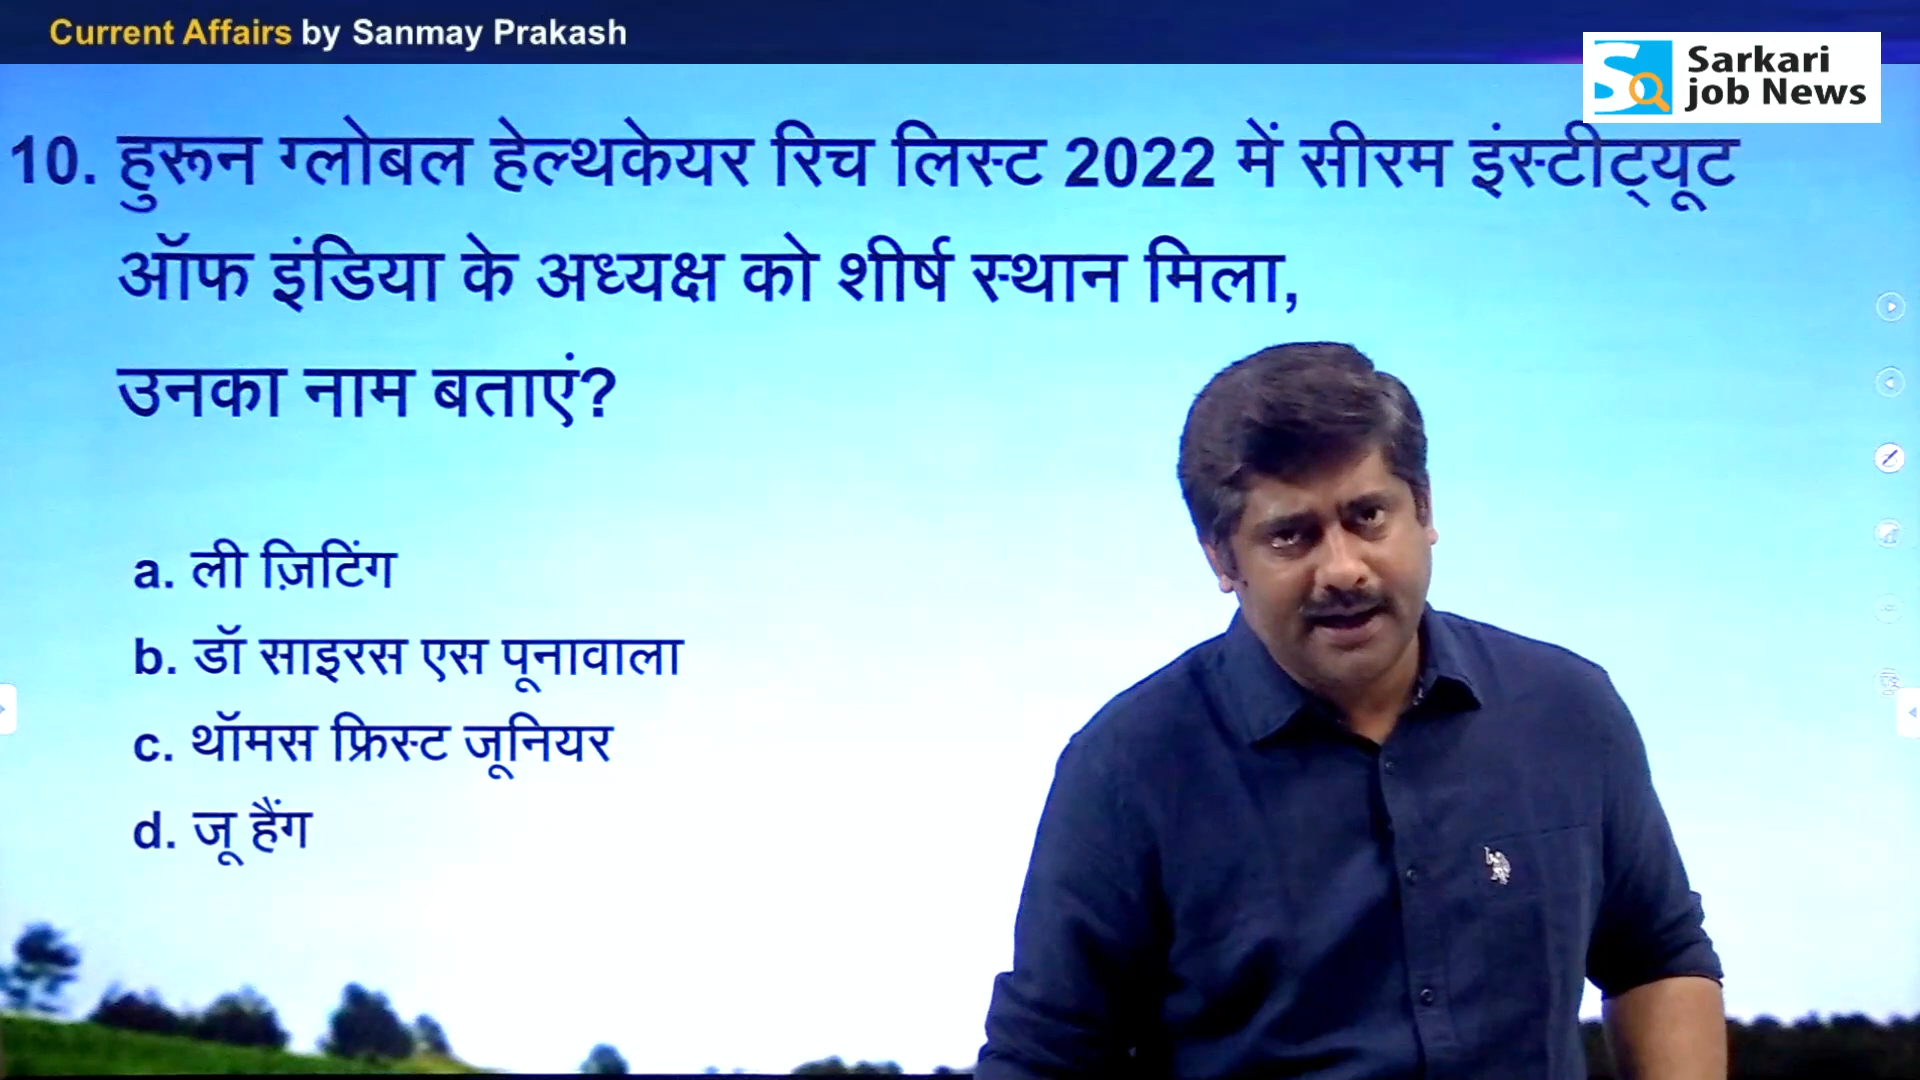 Current Affairs by Sanmay Prakash
Sarkari
job News
10. हुरून ग्लोबल हेल्थकेयर रिच लिस्ट 2022 में सीरम इंस्टीट्यूट
ऑफ इंडिया के अध्यक्ष को शीर्ष स्थान मिला,
उनका नाम बताएं?
a. ली ज़िटिंग
b. डॉ साइरस एस पूनावाला
c. थॉमस फ्रिस्ट जूनियर
d. जू हैंग